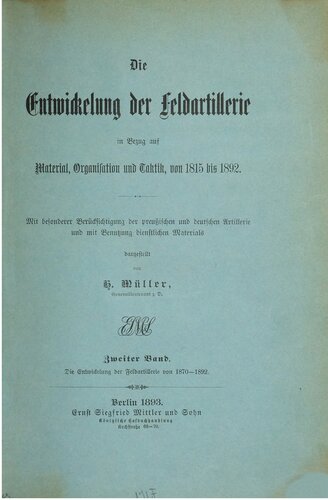 Die
Entwickelung der Feldartillerie
in Bezug auf
Material, Organisation und Taktik, von 1815 bis 1892.
Mit besonderer Berücksichtigung der preußischen und deutschen Artillerie
und mit Benutzung dienstlichen Materials
dargestellt
von
H. Müller,
Generallieutenant z. D.
Zweiter Band.
Die Entwickelung der Feldartillerie von 1870—1892.
Berlin 1893.
Ernst Siegfried Mittler und Sohn
Königliche Hofbuchhandlung
Kochstraße 68—70.